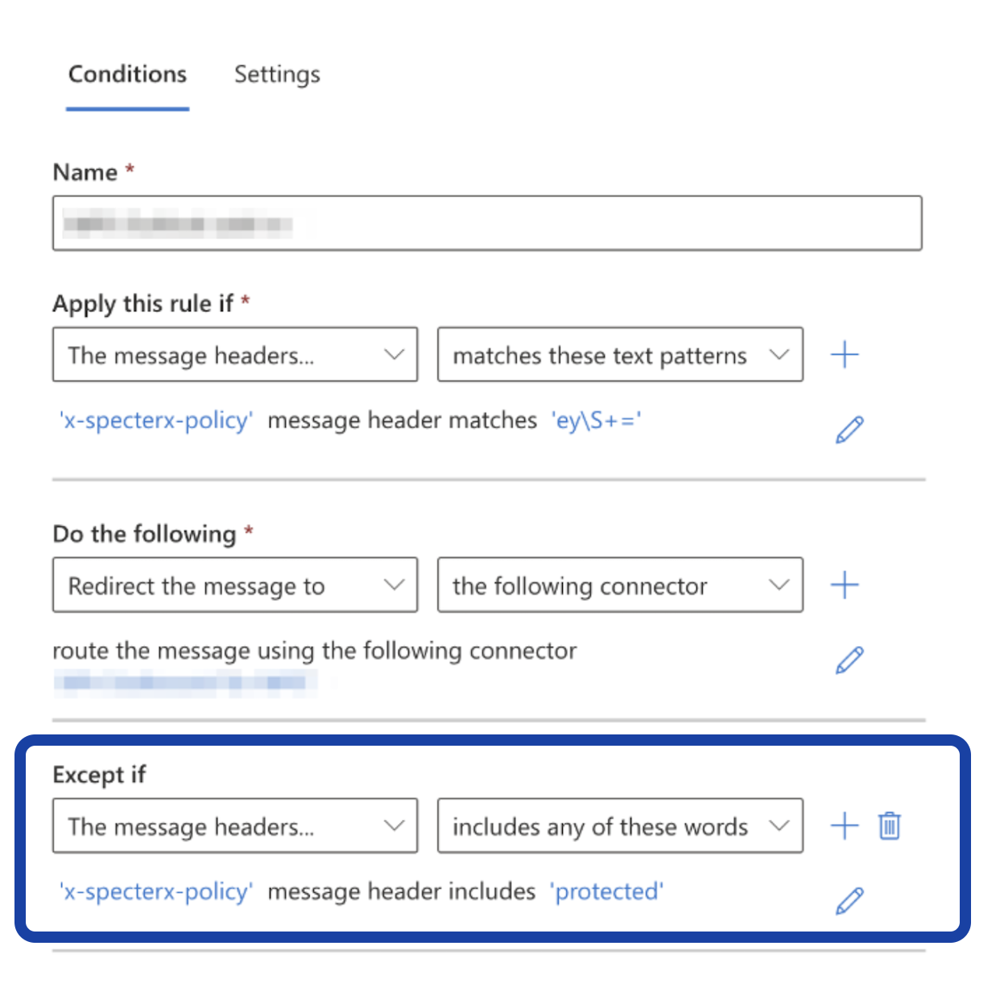 Conditions Settings
Name *
Apply this rule if *
The message headers... matches these text patterns
'x-specterx-policy' message header matches 'ey\S+='
Do the following *
Redirect the message to the following connector
route the message using the following connector
Except if
The message headers... includes any of these words
'x-specterx-policy' message header includes 'protected'